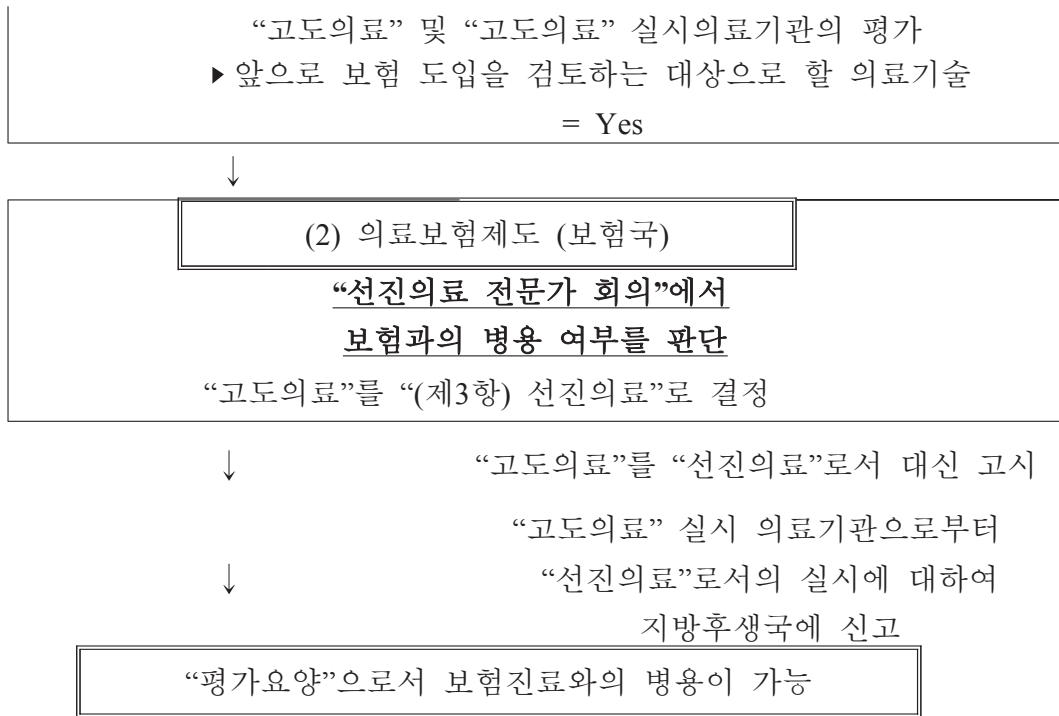 “고도의료” 및 “고도의료” 실시의료기관의 평가
▶앞으로 보험 도입을 검토하는 대상으로 할 의료기술
= Yes
↓
(2) 의료보험제도 (보험국)
“선진의료 전문가 회의”에서
보험과의 병용 여부를 판단
“고도의료”를 “(제3항) 선진의료”로 결정
↓ “고도의료”를 “선진의료”로서 대신 고시
“고도의료” 실시 의료기관으로부터
↓ “선진의료”로서의 실시에 대하여
지방후생국에 신고
“평가요양”으로서 보험진료와의 병용이 가능